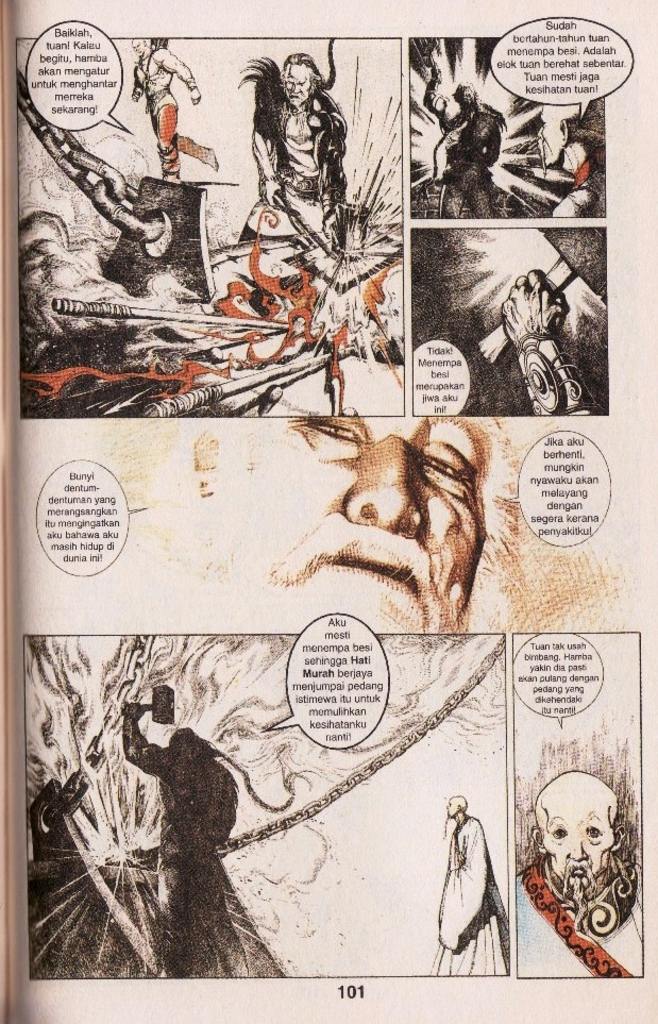 Baiklah,
tuan! Kalau
begitu, hamba
akan mengatur
untuk menghantar
merreka
sekarang!
Sudah
bertahun-tahun tuan
menempa besi. Adalah
elok tuan berehat sebentar.
Tuan mesti jaga
kesihatan tuan!
Tidak!
Menempa
besi
merupakan
jiwa aku
ini!
Bunyi
dentum-
dentuman yang
merangsangkan
itu mengingatkan
aku bahawa aku
masih hidup di
dunia ini!
Jika aku
berhenti,
mungkin
nyawaku akan
melayang
dengan
segera kerana
penyakitku!
Aku
mesti
menempa besi
sehingga Hati
Murah berjaya
menjumpai pedang
istimewa itu untuk
memulihkan
kesihatanku
nanti!
Tuan tak usah
bimbang. Hamba
yakin dia pasti
akan pulang dengan
pedang yang
dikehendaki
itu nanti!
101